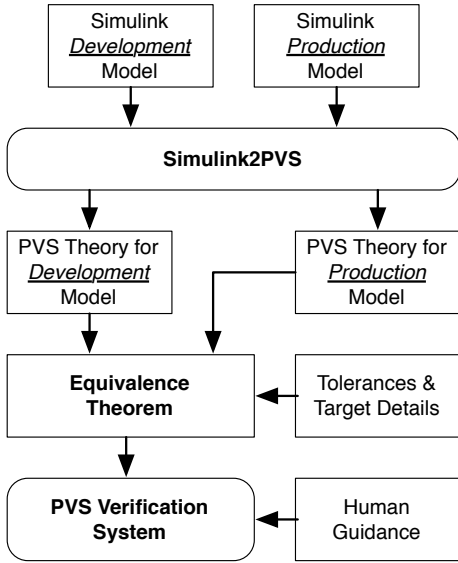 Simulink
Development
Model
Simulink
Production
Model
Simulink2PVS
PVS Theory for
Development
Model
PVS Theory for
Production
Model
Equivalence
Theorem
Tolerances &
Target Details
PVS Verification
System
Human
Guidance